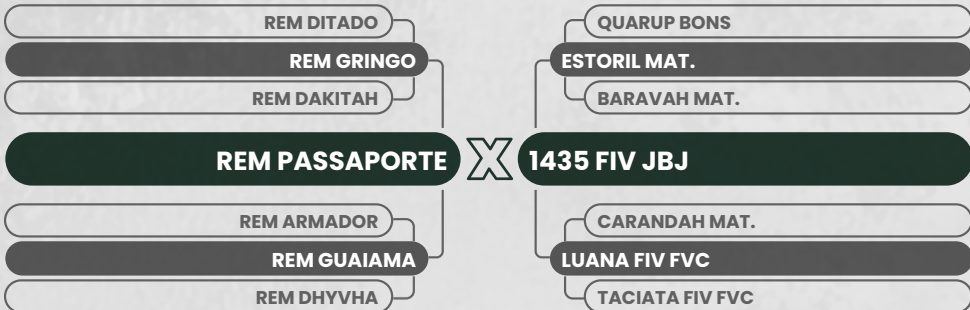 REM DITADO
REM GRINGO
REM DAKITAH
REM PASSAPORTE
REM ARMADOR
REM GUAIAMA
REM DHYVHA
X
QUARUP BONS
ESTORIL MAT.
BARAVAH MAT.
1435 FIV JBJ
CARANDAH MAT.
LUANA FIV FVC
TACIATA FIV FVC